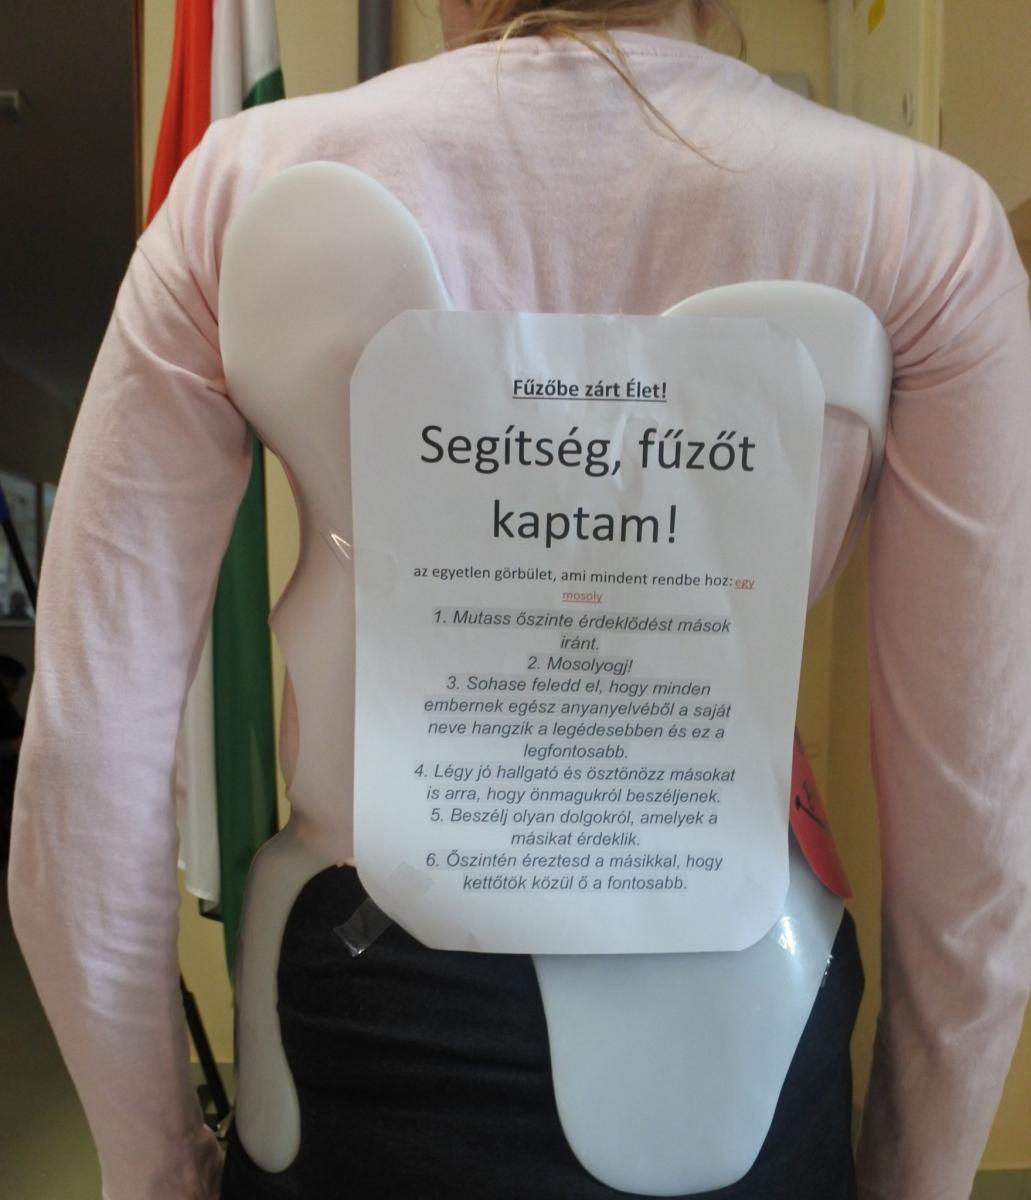 Fűzőbe zárt Élet!
Segítség, fűzőt
kaptam!
az egyetlen görbület, ami mindent rendbe hoz: egy
mosoly
1. Mutass őszinte érdeklődést mások
iránt.
2. Mosolyogj!
3. Sohase feledd el, hogy minden
embernek egész anyanyelvéből a saját
neve hangzik a legédesebben és ez a
legfontosabb.
4. Légy jó hallgató és ösztönözz másokat
is arra, hogy önmagukról beszéljenek.
5. Beszélj olyan dolgokról, amelyek a
másikat érdeklik.
6. Őszintén éreztesd a másikkal, hogy
kettőtök közül ő a fontosabb.